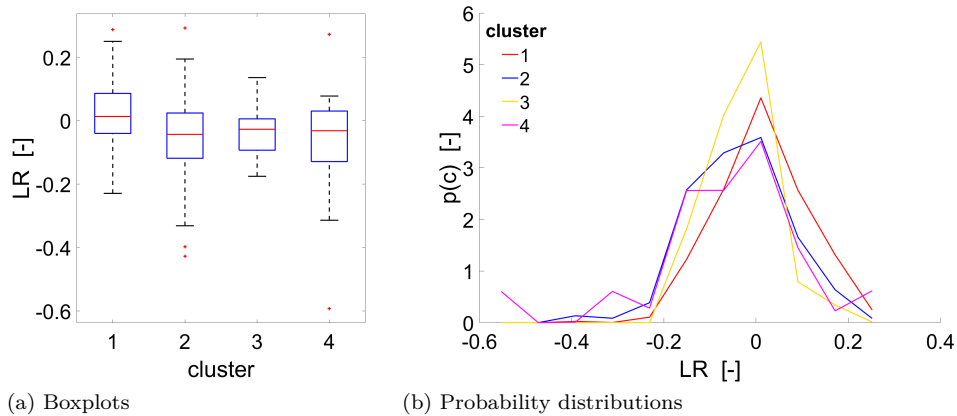 0.2
0
-0.2
-0.4
-0.6
LR [-]
1 2 3 4
cluster
(a) Boxplots
6
5
4
3
2
1
0
p(c) [-]
cluster
1
2
3
4
-0.6 -0.4 -0.2 0 0.2 0.4
LR [-]
(b) Probability distributions